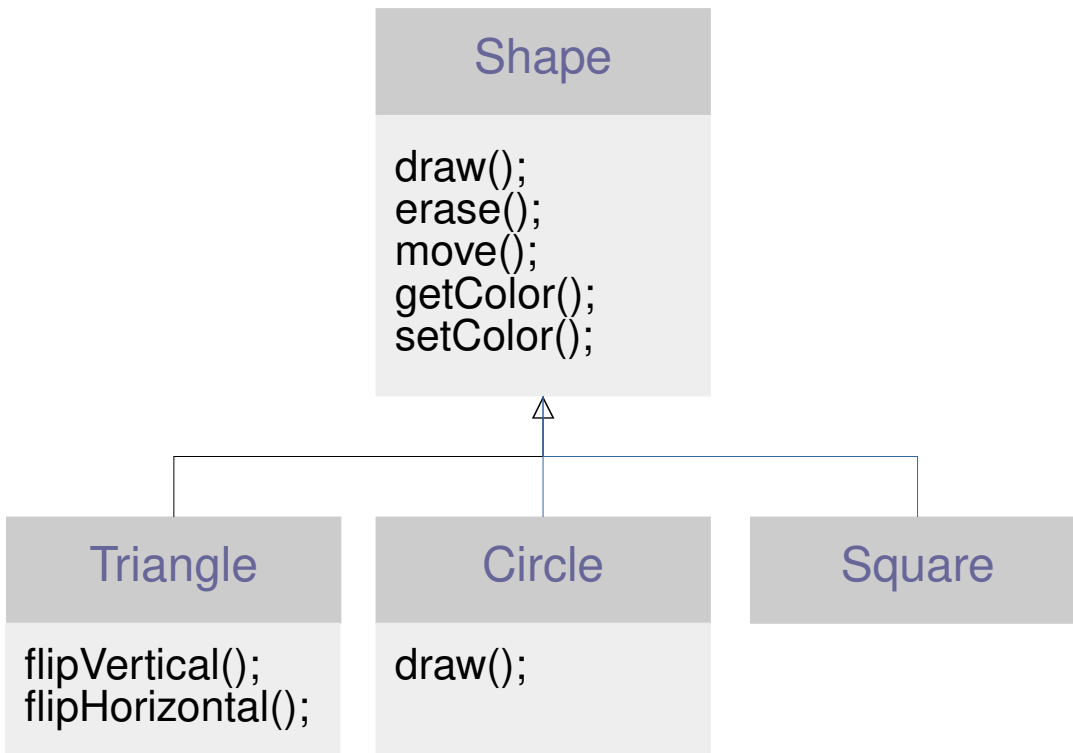 Shape
draw();
erase();
move();
getColor();
setColor();
Triangle
flipVertical();
flipHorizontal();
Circle
draw();
Square